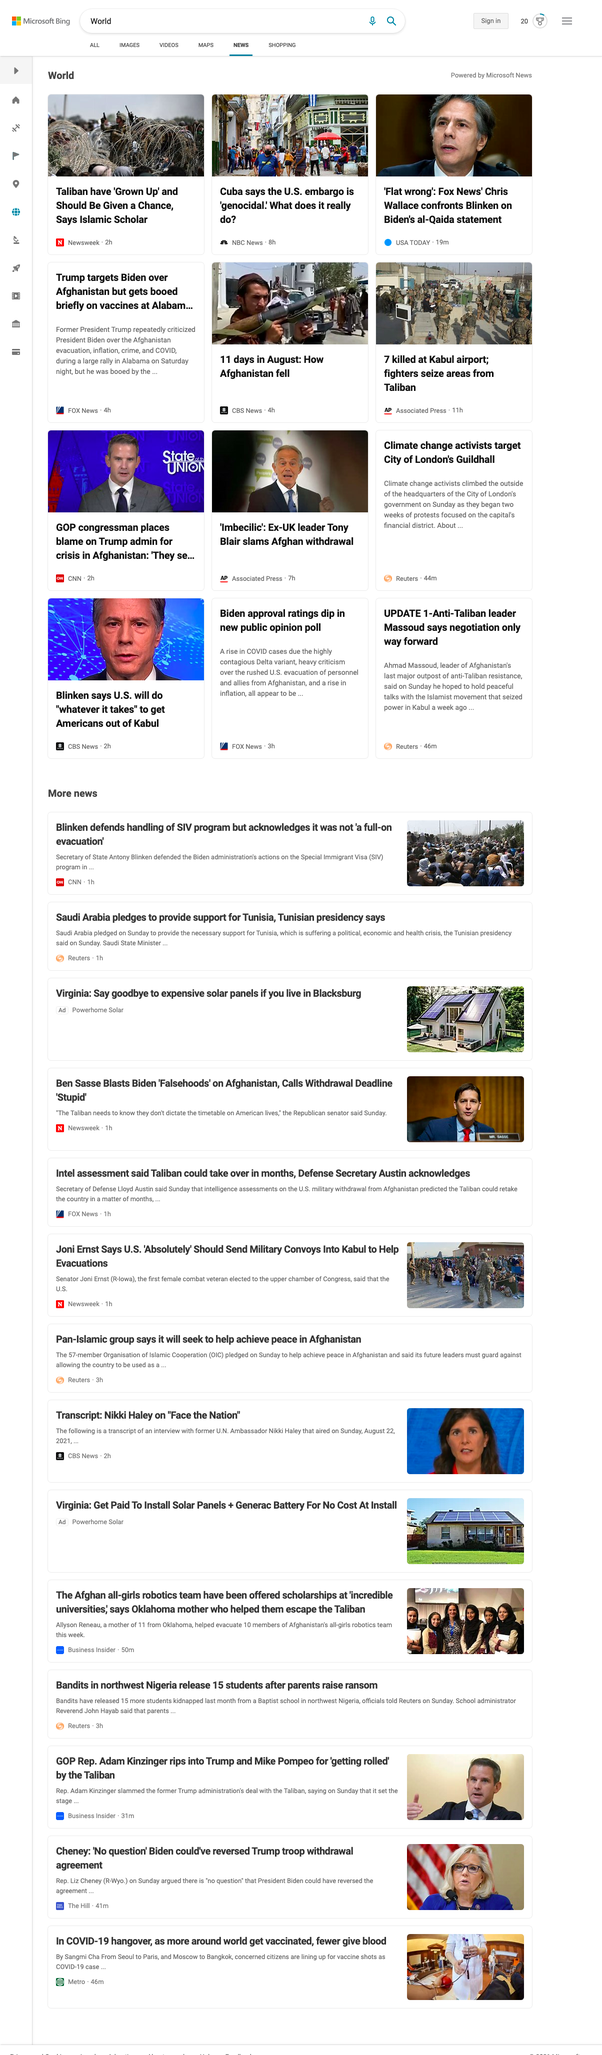 Microsoft Bing
World
Sign in
20
ALL IMAGES VIDEOS MAPS NEWS SHOPPING
World
Powered by Microsoft News
Taliban have 'Grown Up' and
Should Be Given a Chance,
Says Islamic Scholar
Newsweek · 2h
Cuba says the U.S. embargo is
'genocidal.' What does it really
do?
NBC News · 8h
'Flat wrong': Fox News' Chris
Wallace confronts Blinken on
Biden's al-Qaida statement
USA TODAY · 19m
Trump targets Biden over
Afghanistan but gets booed
briefly on vaccines at Alabam...
Former President Trump repeatedly criticized
President Biden over the Afghanistan
evacuation, inflation, crime, and COVID,
during a large rally in Alabama on Saturday
night, but he was booed by the ...
FOX News · 4h
11 days in August: How
Afghanistan fell
CBS News · 4h
7 killed at Kabul airport;
fighters seize areas from
Taliban
AP Associated Press · 11h
State of the
UNION
GOP congressman places
blame on Trump admin for
crisis in Afghanistan: 'They se...
CNN · 2h
'Imbecilic': Ex-UK leader Tony
Blair slams Afghan withdrawal
AP Associated Press · 7h
Climate change activists target
City of London's Guildhall
Climate change activists climbed the outside
of the headquarters of the City of London's
government on Sunday as they began two
weeks of protests focused on the capital's
financial district. About ...
Reuters · 44m
Blinken says U.S. will do
"whatever it takes" to get
Americans out of Kabul
CBS News · 2h
Biden approval ratings dip in
new public opinion poll
A rise in COVID cases due the highly
contagious Delta variant, heavy criticism
over the rushed U.S. evacuation of personnel
and allies from Afghanistan, and a rise in
inflation, all appear to be ...
FOX News · 3h
UPDATE 1-Anti-Taliban leader
Massoud says negotiation only
way forward
Ahmad Massoud, leader of Afghanistan's
last major outpost of anti-Taliban resistance,
said on Sunday he hoped to hold peaceful
talks with the Islamist movement that seized
power in Kabul a week ago ...
Reuters · 46m
More news
Blinken defends handling of SIV program but acknowledges it was not 'a full-on
evacuation'
Secretary of State Antony Blinken defended the Biden administration's actions on the Special Immigrant Visa (SIV)
program in ...
CNN · 1h
Saudi Arabia pledges to provide support for Tunisia, Tunisian presidency says
Saudi Arabia pledged on Sunday to provide the necessary support for Tunisia, which is suffering a political, economic and health crisis, the Tunisian presidency
said on Sunday. Saudi State Minister ...
Reuters · 1h
Virginia: Say goodbye to expensive solar panels if you live in Blacksburg
Ad Powerhome Solar
Ben Sasse Blasts Biden 'Falsehoods' on Afghanistan, Calls Withdrawal Deadline
'Stupid'
"The Taliban needs to know they don't dictate the timetable on American lives," the Republican senator said Sunday.
Newsweek · 1h
MR. SASSE
Intel assessment said Taliban could take over in months, Defense Secretary Austin acknowledges
Secretary of Defense Lloyd Austin said Sunday that intelligence assessments on the U.S. military withdrawal from Afghanistan predicted the Taliban could retake
the country in a matter of months, ...
FOX News · 1h
Joni Ernst Says U.S. 'Absolutely' Should Send Military Convoys Into Kabul to Help
Evacuations
Senator Joni Ernst (R-Iowa), the first female combat veteran elected to the upper chamber of Congress, said that the
U.S.
Newsweek · 1h
Pan-Islamic group says it will seek to help achieve peace in Afghanistan
The 57-member Organisation of Islamic Cooperation (OIC) pledged on Sunday to help achieve peace in Afghanistan and said its future leaders must guard against
allowing the country to be used as a ...
Reuters · 3h
Transcript: Nikki Haley on "Face the Nation"
The following is a transcript of an interview with former U.N. Ambassador Nikki Haley that aired on Sunday, August 22,
2021, ...
CBS News · 2h
Virginia: Get Paid To Install Solar Panels + Generac Battery For No Cost At Install
Ad Powerhome Solar
The Afghan all-girls robotics team have been offered scholarships at 'incredible
universities,' says Oklahoma mother who helped them escape the Taliban
Allyson Reneau, a mother of 11 from Oklahoma, helped evacuate 10 members of Afghanistan's all-girls robotics team
this week.
Business Insider · 50m
Bandits in northwest Nigeria release 15 students after parents raise ransom
Bandits have released 15 more students kidnapped last month from a Baptist school in northwest Nigeria, officials told Reuters on Sunday. School administrator
Reverend John Hayab said that parents ...
Reuters · 3h
GOP Rep. Adam Kinzinger rips into Trump and Mike Pompeo for 'getting rolled'
by the Taliban
Rep. Adam Kinzinger slammed the former Trump administration's deal with the Taliban, saying on Sunday that it set the
stage ...
Business Insider · 31m
Cheney: 'No question' Biden could've reversed Trump troop withdrawal
agreement
Rep. Liz Cheney (R-Wyo.) on Sunday argued there is "no question" that President Biden could have reversed the
agreement ...
The Hill · 41m
In COVID-19 hangover, as more around world get vaccinated, fewer give blood
By Sangmi Cha From Seoul to Paris, and Moscow to Bangkok, concerned citizens are lining up for vaccine shots as
COVID-19 case ...
Metro · 46m